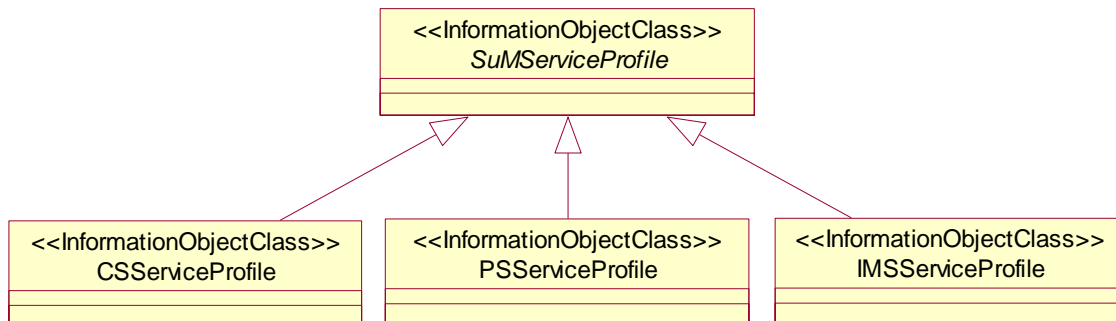 <<InformationObjectClass>>
SuMServiceProfile
<<InformationObjectClass>>
CSServiceProfile
<<InformationObjectClass>>
PSServiceProfile
<<InformationObjectClass>>
IMSServiceProfile